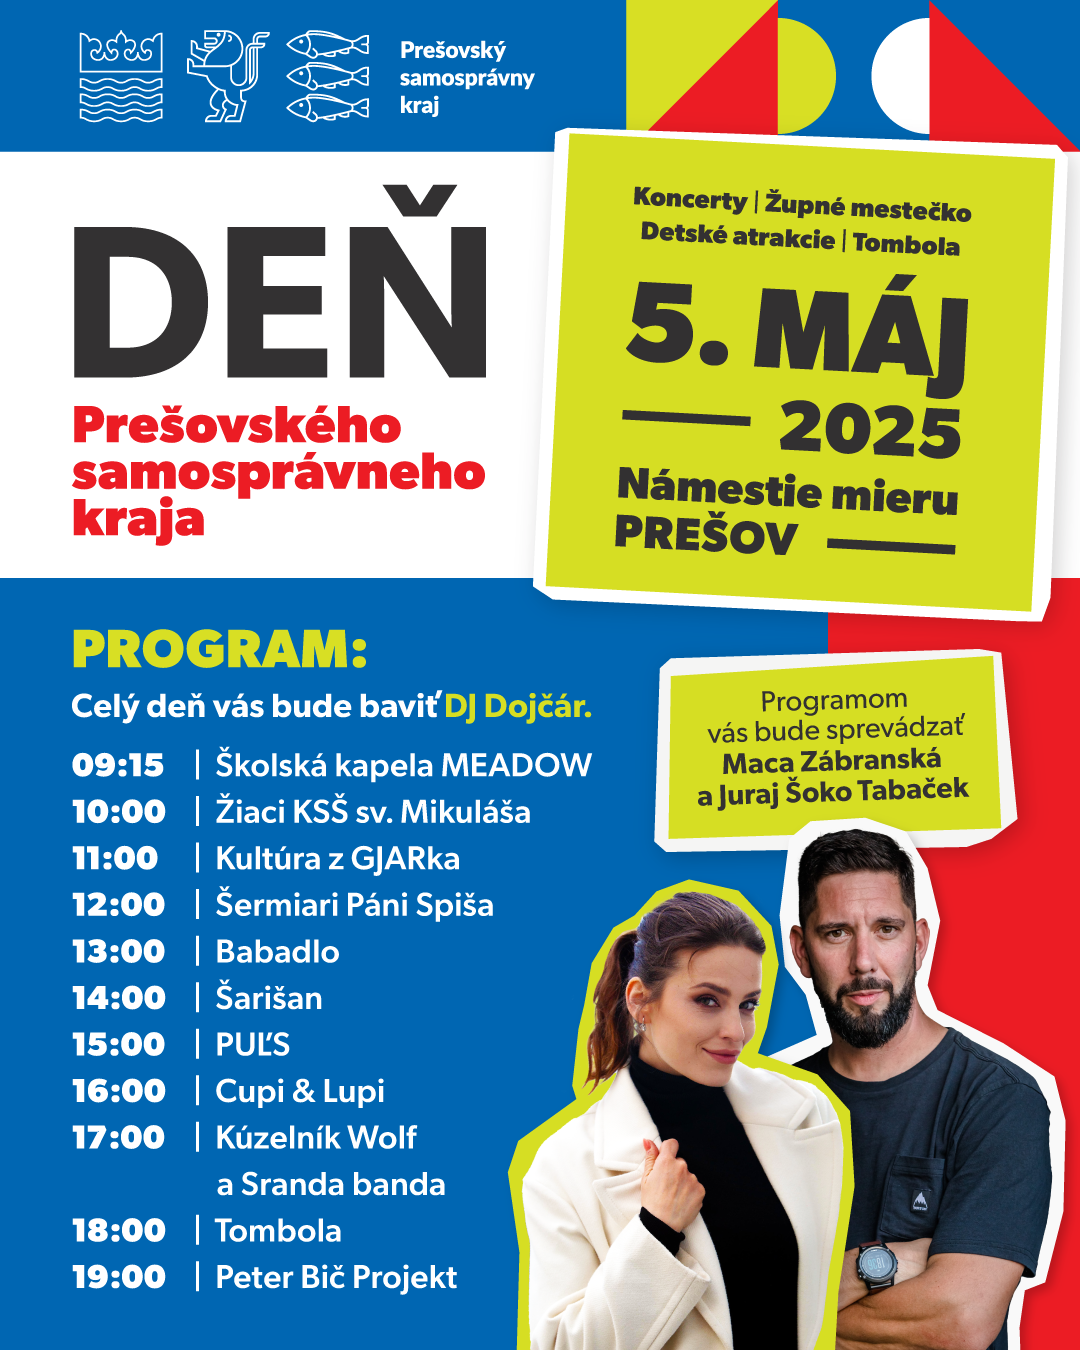 Prešovský
samosprávny
kraj
DEŇ
Prešovského
samosprávneho
kraja
Koncerty | Župné mestečko
Detské atrakcie | Tombola
5. MÁJ
2025
Námestie mieru
PREŠOV
PROGRAM:
Celý deň vás bude baviť DJ Dojčár.
09:15 | Školská kapela MEADOW
10:00 | Žiaci KSŠ sv. Mikuláša
11:00 | Kultúra z GJARka
12:00 | Šermiari Páni Spiša
13:00 | Babadlo
14:00 | Šarišan
15:00 | PUĽS
16:00 | Cupi & Lupi
17:00 | Kúzelník Wolf
a Sranda banda
18:00 | Tombola
19:00 | Peter Bič Projekt
Programom
vás bude sprevádzať
Maca Zábranská
a Juraj Šoko Tabaček